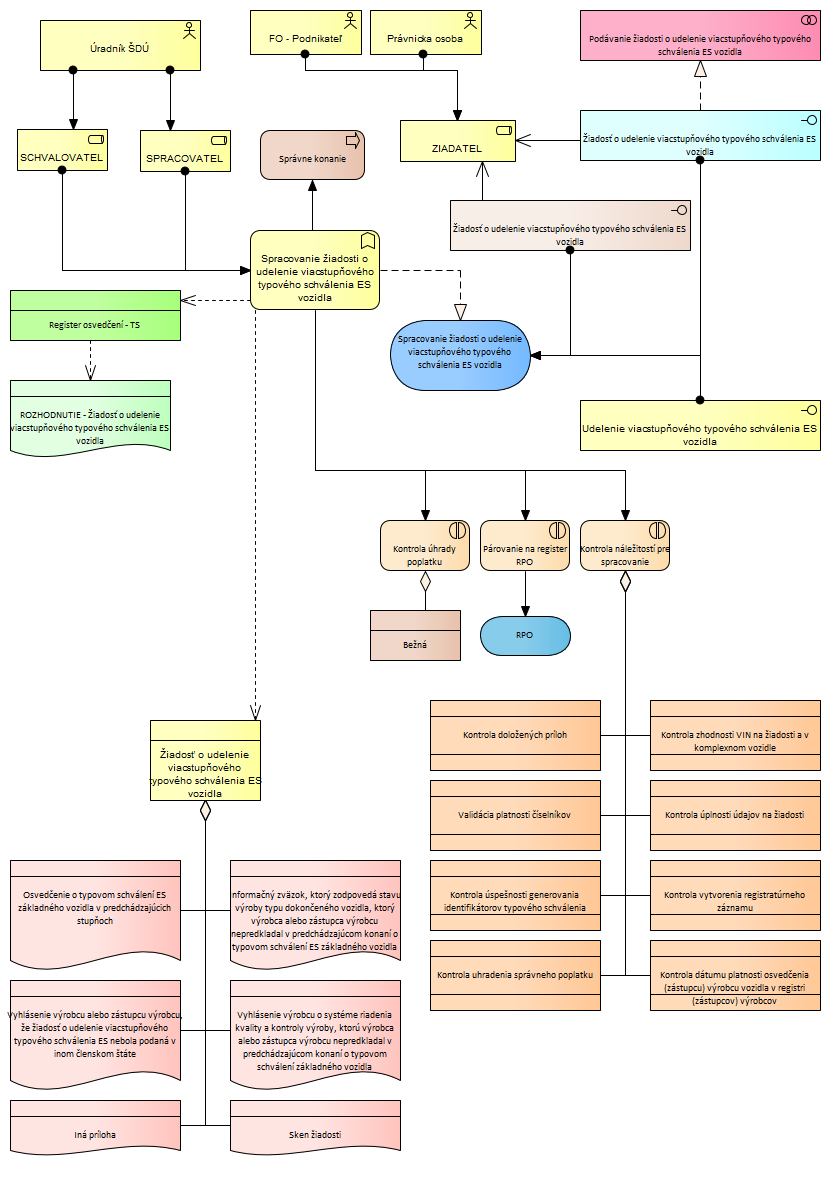 Úradník ŠDÚ
FO - Podnikateľ
Právnicka osoba
Podávanie žiadosti o udelenie viacstupňového typového
schválenia ES vozidla
SCHVALOVATEL
SPRACOVATEL
Správne konanie
ZIADATEL
Žiadosť o udelenie viacstupňového typového schválenia ES
vozidla
Žiadosť o udelenie viacstupňového typového schválenia ES
vozidla
Spracovanie žiadosti o
udelenie viacstupňového
typového schválenia ES
vozidla
Register osvedčení - TS
Spracovanie žiadosti o udelenie
viacstupňového typového
schválenia ES vozidla
ROZHODNUTIE - Žiadosť o udelenie
viacstupňového typového schválenia ES
vozidla
Udelenie viacstupňového typového schválenia ES
vozidla
Kontrola úhrady
poplatku
Párovanie na register
RPO
Kontrola náležitostí pre
spracovanie
Bežná
RPO
Žiadosť o udelenie
viacstupňového
typového schválenia ES
vozidla
Kontrola doložených príloh
Kontrola zhodnosti VIN na žiadosti a v
komplexnom vozidle
Validácia platnosti číselníkov
Kontrola úplnosti údajov na žiadosti
Kontrola úspešnosti generovania
identifikátorov typového schválenia
Kontrola vytvorenia registratúrneho
záznamu
Kontrola uhradenia správneho poplatku
Kontrola dátumu platnosti osvedčenia
(zástupcu) výrobcu vozidla v registri
(zástupcov) výrobcov
Osvedčenie o typovom schválení ES
základného vozidla v predchádzajúcich
stupňoch
nformačný zväzok, ktorý zodpovedá stavu
výroby typu dokončeného vozidla, ktorý
výrobca alebo zástupca výrobcu
nepredkladal v predchádzajúcom konaní o
typovom schválení ES základného vozidla
Vyhlásenie výrobcu alebo zástupcu výrobcu,
že žiadosť o udelenie viacstupňového
typového schválenia ES nebola podaná v
inom členskom štáte
Vyhlásenie výrobcu o systéme riadenia
kvality a kontroly výroby, ktorú výrobca
alebo zástupca výrobcu nepredkladal v
predchádzajúcom konaní o typovom
schválení základného vozidla
Iná príloha
Sken žiadosti